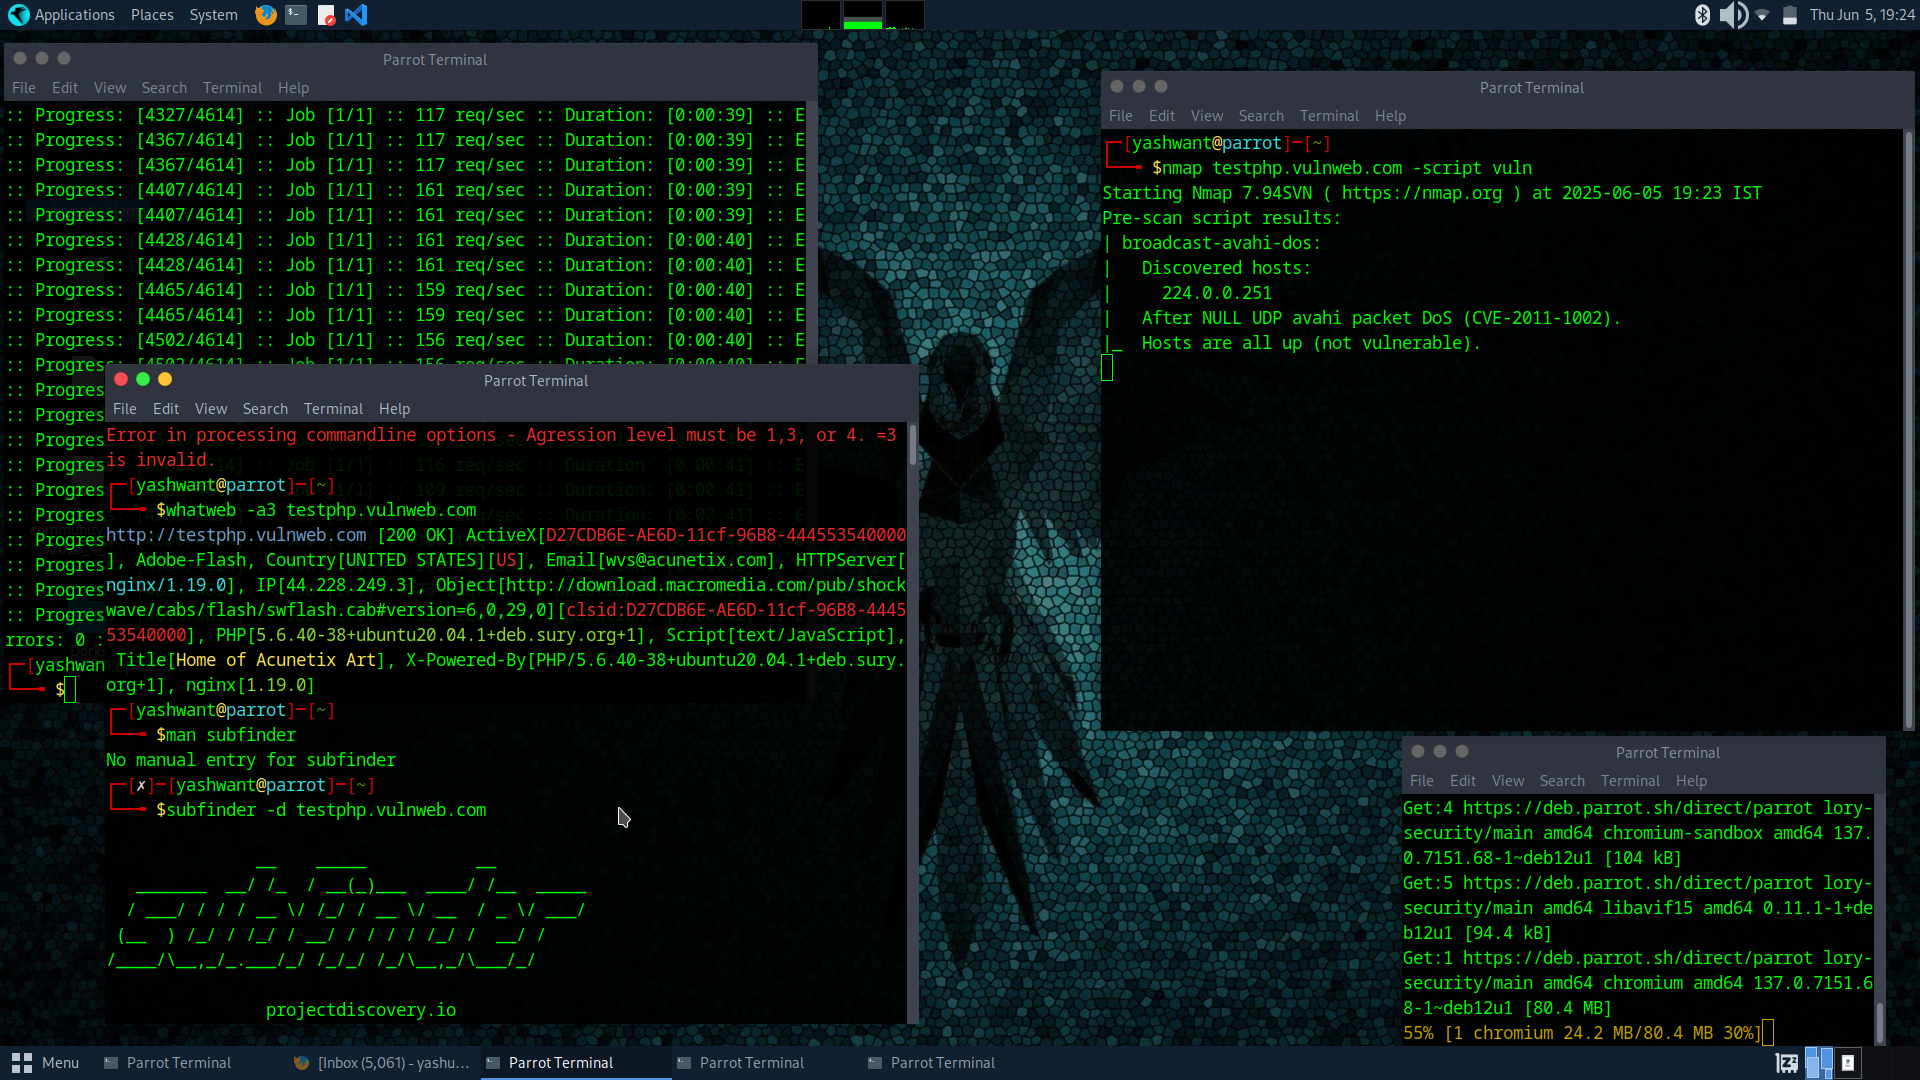 Applications Places System
Thu Jun 5, 19:24
Parrot Terminal
File Edit View Search Terminal Help
:: Progress: [4327/4614] :: Job [1/1] :: 117 req/sec :: Duration: [0:00:39] :: E
:: Progress: [4367/4614] :: Job [1/1] :: 117 req/sec :: Duration: [0:00:39] :: E
:: Progress: [4367/4614] :: Job [1/1] :: 117 req/sec :: Duration: [0:00:39] :: E
:: Progress: [4407/4614] :: Job [1/1] :: 161 req/sec :: Duration: [0:00:39] :: E
:: Progress: [4407/4614] :: Job [1/1] :: 161 req/sec :: Duration: [0:00:39] :: E
:: Progress: [4428/4614] :: Job [1/1] :: 161 req/sec :: Duration: [0:00:40] :: E
:: Progress: [4428/4614] :: Job [1/1] :: 161 req/sec :: Duration: [0:00:40] :: E
:: Progress: [4465/4614] :: Job [1/1] :: 159 req/sec :: Duration: [0:00:40] :: E
:: Progress: [4465/4614] :: Job [1/1] :: 159 req/sec :: Duration: [0:00:40] :: E
:: Progress: [4502/4614] :: Job [1/1] :: 156 req/sec :: Duration: [0:00:40] :: E
:: Progress: [4502/4614] :: Job [1/1] :: 156 req/sec :: Duration: [0:00:40] :: E
:: Progres
:: Progres
:: Progres
:: Progres
:: Progres
:: Progres
:: Progres
:: Progres
:: Progres
:: Progres
rrors: 0 :
[yashwan
$
Parrot Terminal
File Edit View Search Terminal Help
Error in processing commandline options - Agression level must be 1,3, or 4. =3
is invalid.
[yashwant@parrot]-[~]
$whatweb -a3 testphp.vulnweb.com
http://testphp.vulnweb.com [200 OK] ActiveX[D27CDB6E-AE6D-11cf-96B8-444553540000
], Adobe-Flash, Country[UNITED STATES][US], Email[wvs@acunetix.com], HTTPServer[
nginx/1.19.0], IP[44.228.249.3], Object[http://download.macromedia.com/pub/shock
wave/cabs/flash/swflash.cab#version=6,0,29,0][clsid:D27CDB6E-AE6D-11cf-96B8-4445
53540000], PHP[5.6.40-38+ubuntu20.04.1+deb.sury.org+1], Script[text/JavaScript],
Title[Home of Acunetix Art], X-Powered-By[PHP/5.6.40-38+ubuntu20.04.1+deb.sury.
org+1], nginx[1.19.0]
[yashwant@parrot]-[~]
$man subfinder
No manual entry for subfinder
[✗]-[yashwant@parrot]-[~]
$subfinder -d testphp.vulnweb.com
subfinder
projectdiscovery.io
Parrot Terminal
File Edit View Search Terminal Help
[yashwant@parrot]-[~]
$nmap testphp.vulnweb.com -script vuln
Starting Nmap 7.94SVN ( https://nmap.org ) at 2025-06-05 19:23 IST
Pre-scan script results:
| broadcast-avahi-dos:
|   Discovered hosts:
|     224.0.0.251
|   After NULL UDP avahi packet DoS (CVE-2011-1002).
|_  Hosts are all up (not vulnerable).
Parrot Terminal
File Edit View Search Terminal Help
Get:4 https://deb.parrot.sh/direct/parrot lory-
security/main amd64 chromium-sandbox amd64 137.
0.7151.68-1~deb12u1 [104 kB]
Get:5 https://deb.parrot.sh/direct/parrot lory-
security/main amd64 libavif15 amd64 0.11.1-1+de
b12u1 [94.4 kB]
Get:1 https://deb.parrot.sh/direct/parrot lory-
security/main amd64 chromium amd64 137.0.7151.6
8-1~deb12u1 [80.4 MB]
55% [1 chromium 24.2 MB/80.4 MB 30%]
Menu Parrot Terminal [Inbox (5,061) - yashu... Parrot Terminal Parrot Terminal Parrot Terminal